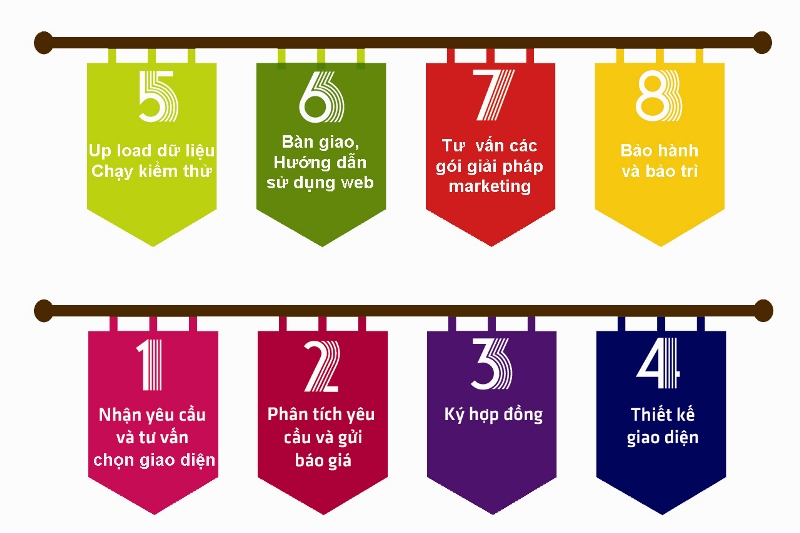 5
Up load dữ liệu
Chạy kiểm thử
6
Bàn giao,
Hướng dẫn
sử dụng web
7
Tư vấn các
gói giải pháp
marketing
8
Bảo hành
và bảo trì
1
Nhận yêu cầu
và tư vấn
chọn giao diện
2
Phân tích yêu
cầu và gửi
báo giá
3
Ký hợp đồng
4
Thiết kế
giao diện